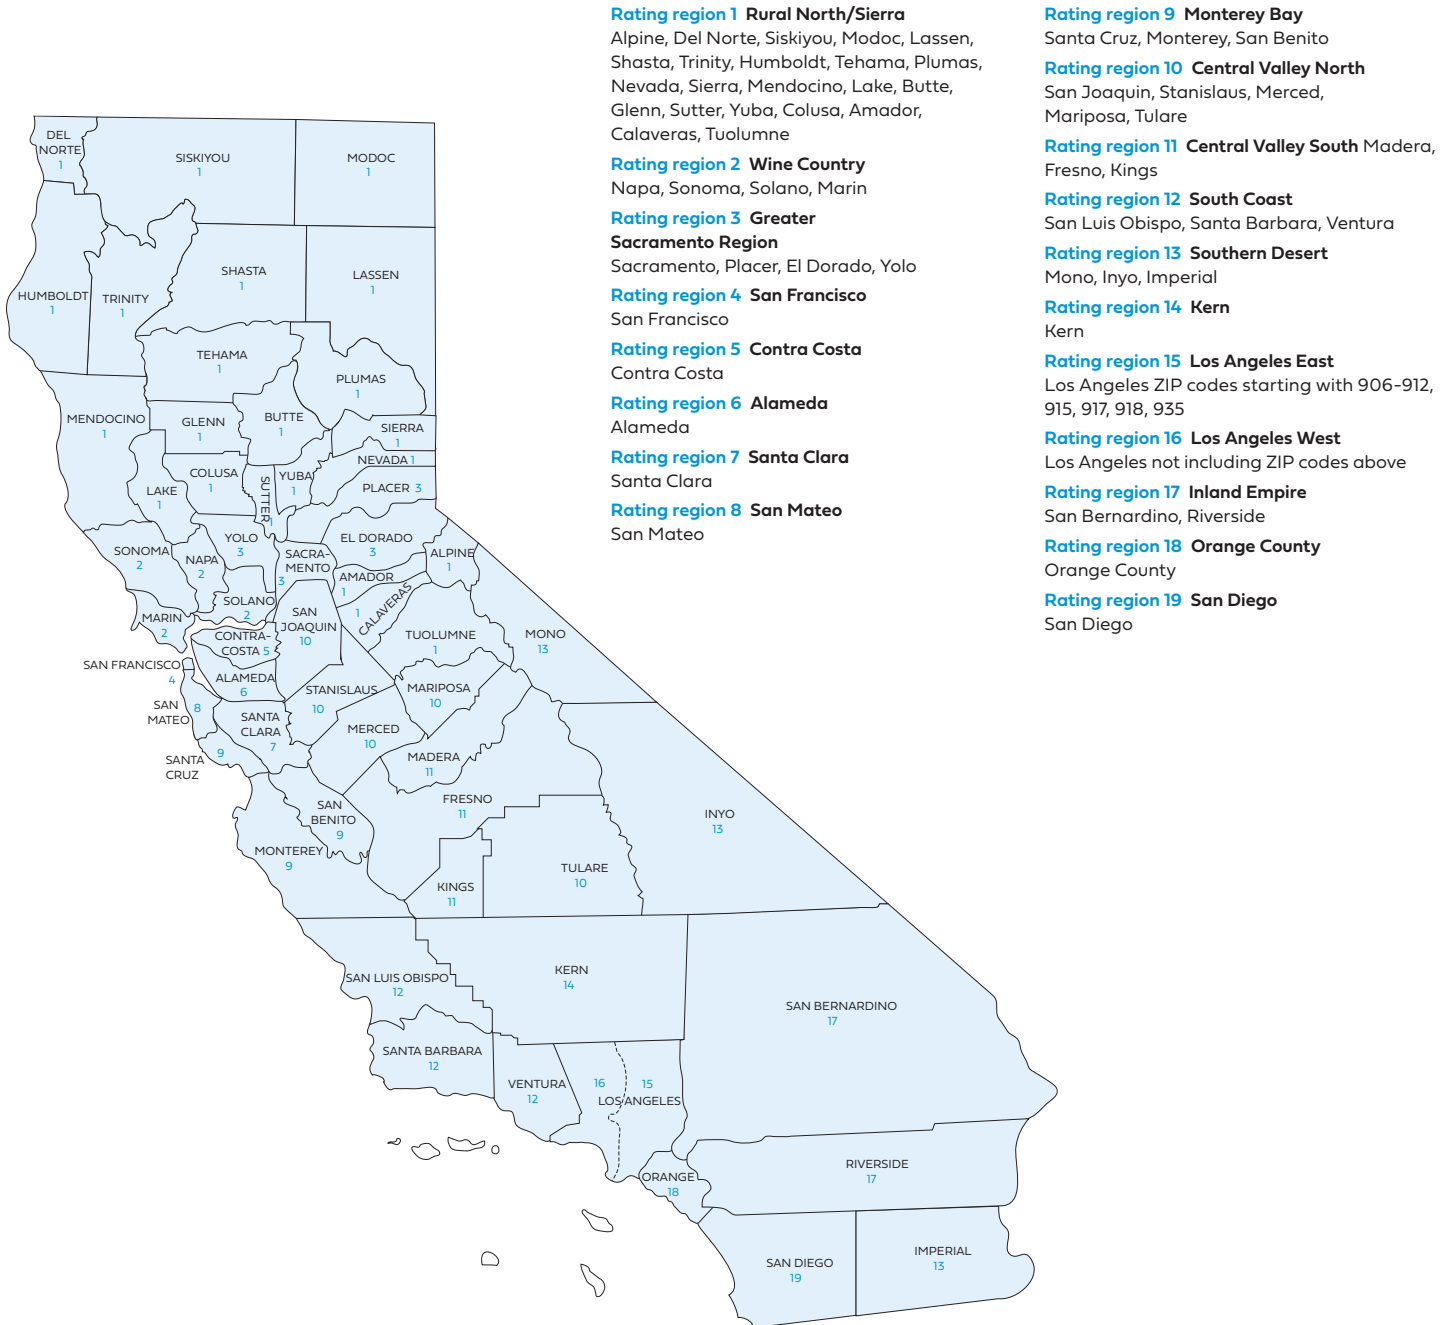 Rating region 1 Rural North/Sierra
Alpine, Del Norte, Siskiyou, Modoc, Lassen,
Shasta, Trinity, Humboldt, Tehama, Plumas,
Nevada, Sierra, Mendocino, Lake, Butte,
Glenn, Sutter, Yuba, Colusa, Amador,
Calaveras, Tuolumne
Rating region 2 Wine Country
Napa, Sonoma, Solano, Marin
Rating region 3 Greater
Sacramento Region
Sacramento, Placer, El Dorado, Yolo
Rating region 4 San Francisco
San Francisco
Rating region 5 Contra Costa
Contra Costa
Rating region 6 Alameda
Alameda
Rating region 7 Santa Clara
Santa Clara
Rating region 8 San Mateo
San Mateo
Rating region 9 Monterey Bay
Santa Cruz, Monterey, San Benito
Rating region 10 Central Valley North
San Joaquin, Stanislaus, Merced,
Mariposa, Tulare
Rating region 11 Central Valley South Madera,
Fresno, Kings
Rating region 12 South Coast
San Luis Obispo, Santa Barbara, Ventura
Rating region 13 Southern Desert
Mono, Inyo, Imperial
Rating region 14 Kern
Kern
Rating region 15 Los Angeles East
Los Angeles ZIP codes starting with 906-912,
915, 917, 918, 935
Rating region 16 Los Angeles West
Los Angeles not including ZIP codes above
Rating region 17 Inland Empire
San Bernardino, Riverside
Rating region 18 Orange County
Orange County
Rating region 19 San Diego
San Diego
DEL
NORTE
1
SISKIYOU
1
MODOC
1
HUMBOLDT
1
TRINITY
1
SHASTA
1
LASSEN
1
TEHAMA
1
PLUMAS
1
MENDOCINO
1
GLENN
1
BUTTE
1
SIERRA
1
NEVADA 1
PLACER 3
LAKE
1
COLUSA
1
SUTTER
1
YUBA
1
SONOMA
2
NAPA
2
YOLO
3
SACRA-
MENTO
3
EL DORADO
3
ALPINE
1
AMADOR
1
CALAVERAS
1
SOLANO
2
MARIN
2
SAN
JOAQUIN
10
CONTRA-
COSTA 5
TUOLUMNE
1
MONO
13
SAN FRANCISCO
4
ALAMEDA
6
STANISLAUS
10
MARIPOSA
10
SAN
MATEO
8
SANTA
CLARA
7
MERCED
10
SANTA
CRUZ
9
MADERA
11
SAN
BENITO
9
FRESNO
11
INYO
13
MONTEREY
9
KINGS
11
TULARE
10
SAN LUIS OBISPO
12
KERN
14
SAN BERNARDINO
17
SANTA BARBARA
12
VENTURA
12
16
15
LOS ANGELES
ORANGE
18
RIVERSIDE
17
SAN DIEGO
19
IMPERIAL
13